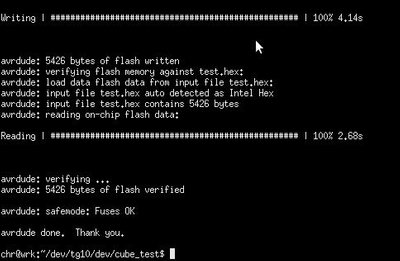 Writing | ################################################## | 100% 4.14s
avrdude: 5426 bytes of flash written
avrdude: verifying flash memory against test.hex:
avrdude: load data flash data from input file test.hex:
avrdude: input file test.hex auto detected as Intel Hex
avrdude: input file test.hex contains 5426 bytes
avrdude: reading on-chip flash data:
Reading | ################################################## | 100% 2.68s
avrdude: verifying ...
avrdude: 5426 bytes of flash verified
avrdude: safemode: Fuses OK
avrdude done.  Thank you.
chr@wrk:~/dev/tg10/dev/cube_test$